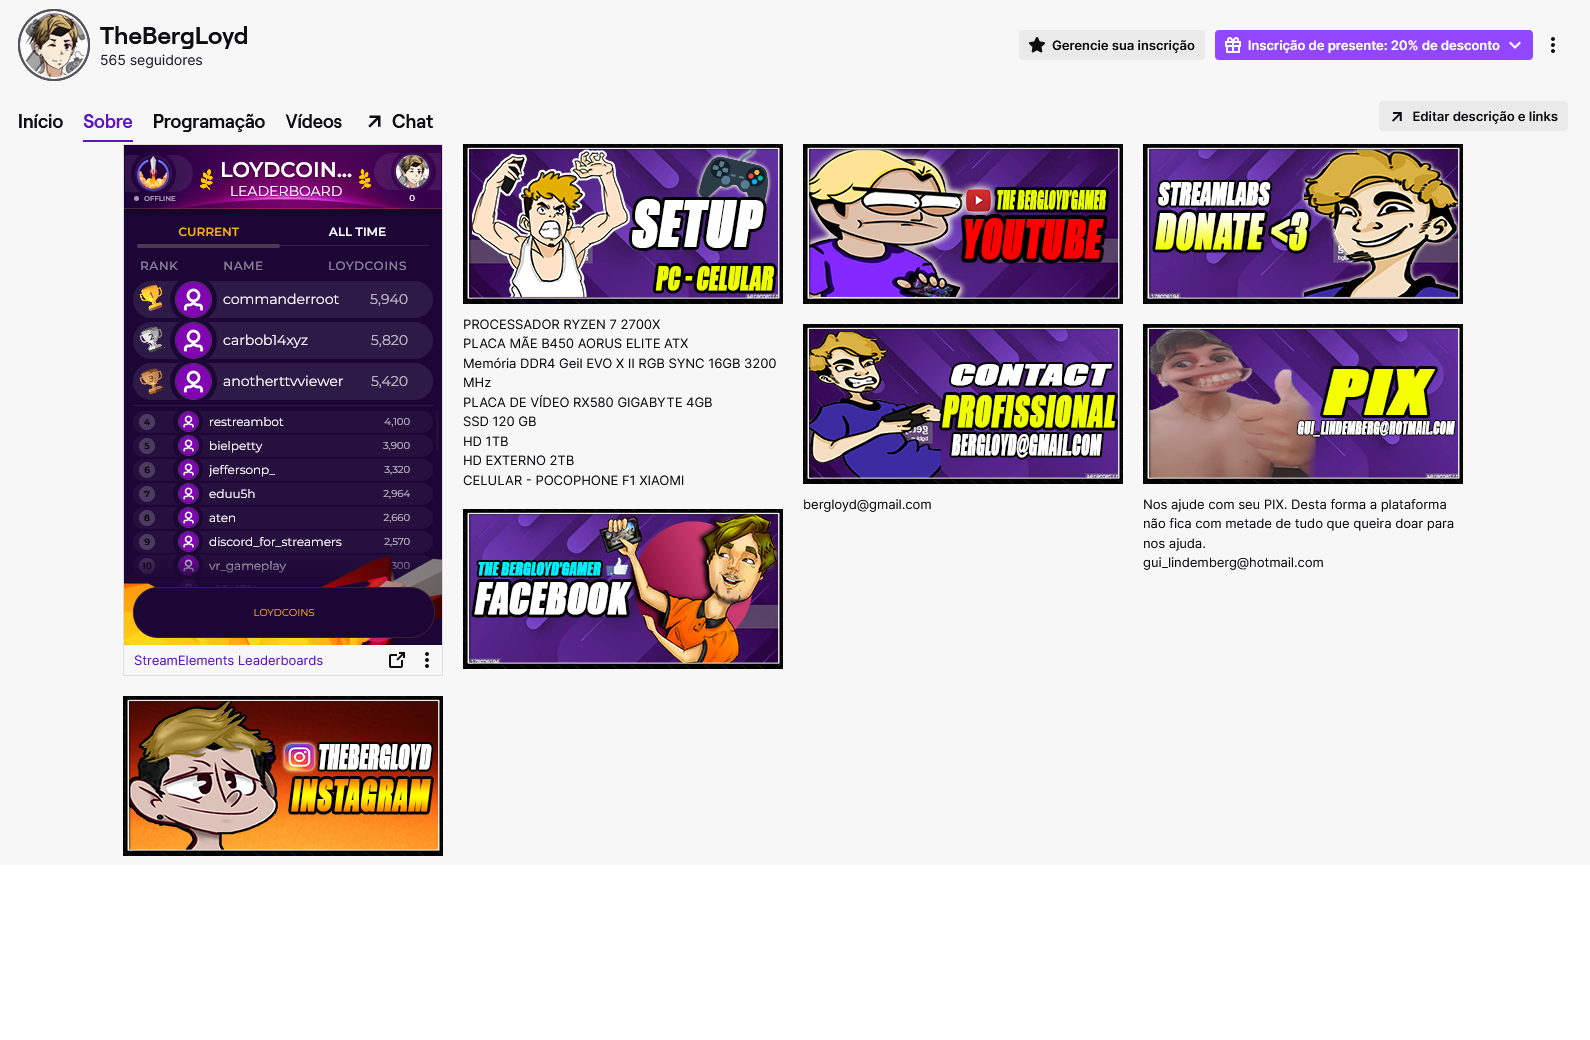 TheBergLoyd
565 seguidores
Gerencie sua inscrição
Inscrição de presente: 20% de desconto
Início
Sobre
Programação
Vídeos
Chat
Editar descrição e links
LOYDCOIN...
LEADERBOARD
OFFLINE
0
CURRENT
ALL TIME
RANK NAME LOYDCOINS
commanderroot 5,940
carbob14xyz 5,820
anotherttvviewer 5,420
4 restreambot 4,100
5 bielpetty 3,900
6 jeffersonp_ 3,320
7 eduu5h 2,964
8 aten 2,660
9 discord_for_streamers 2,570
10 vr_gameplay 300
LOYDCOINS
StreamElements Leaderboards
THEBERGLOYD
INSTAGRAM
SETUP
PC - CELULAR
PROCESSADOR RYZEN 7 2700X
PLACA MÃE B450 AORUS ELITE ATX
Memória DDR4 Geil EVO X II RGB SYNC 16GB 3200
MHz
PLACA DE VÍDEO RX580 GIGABYTE 4GB
SSD 120 GB
HD 1TB
HD EXTERNO 2TB
CELULAR - POCOPHONE F1 XIAOMI
THE BERGLOYD'GAMER
FACEBOOK
THE BERGLOYD'GAMER
YOUTUBE
CONTACT
PROFISSIONAL
BERGLOYD@GMAIL.COM
bergloyd@gmail.com
STREAMLABS
DONATE <3
PIX
GUI_LINDEMBERG@HOTMAIL.COM
Nos ajude com seu PIX. Desta forma a plataforma
não fica com metade de tudo que queira doar para
nos ajuda.
gui_lindemberg@hotmail.com